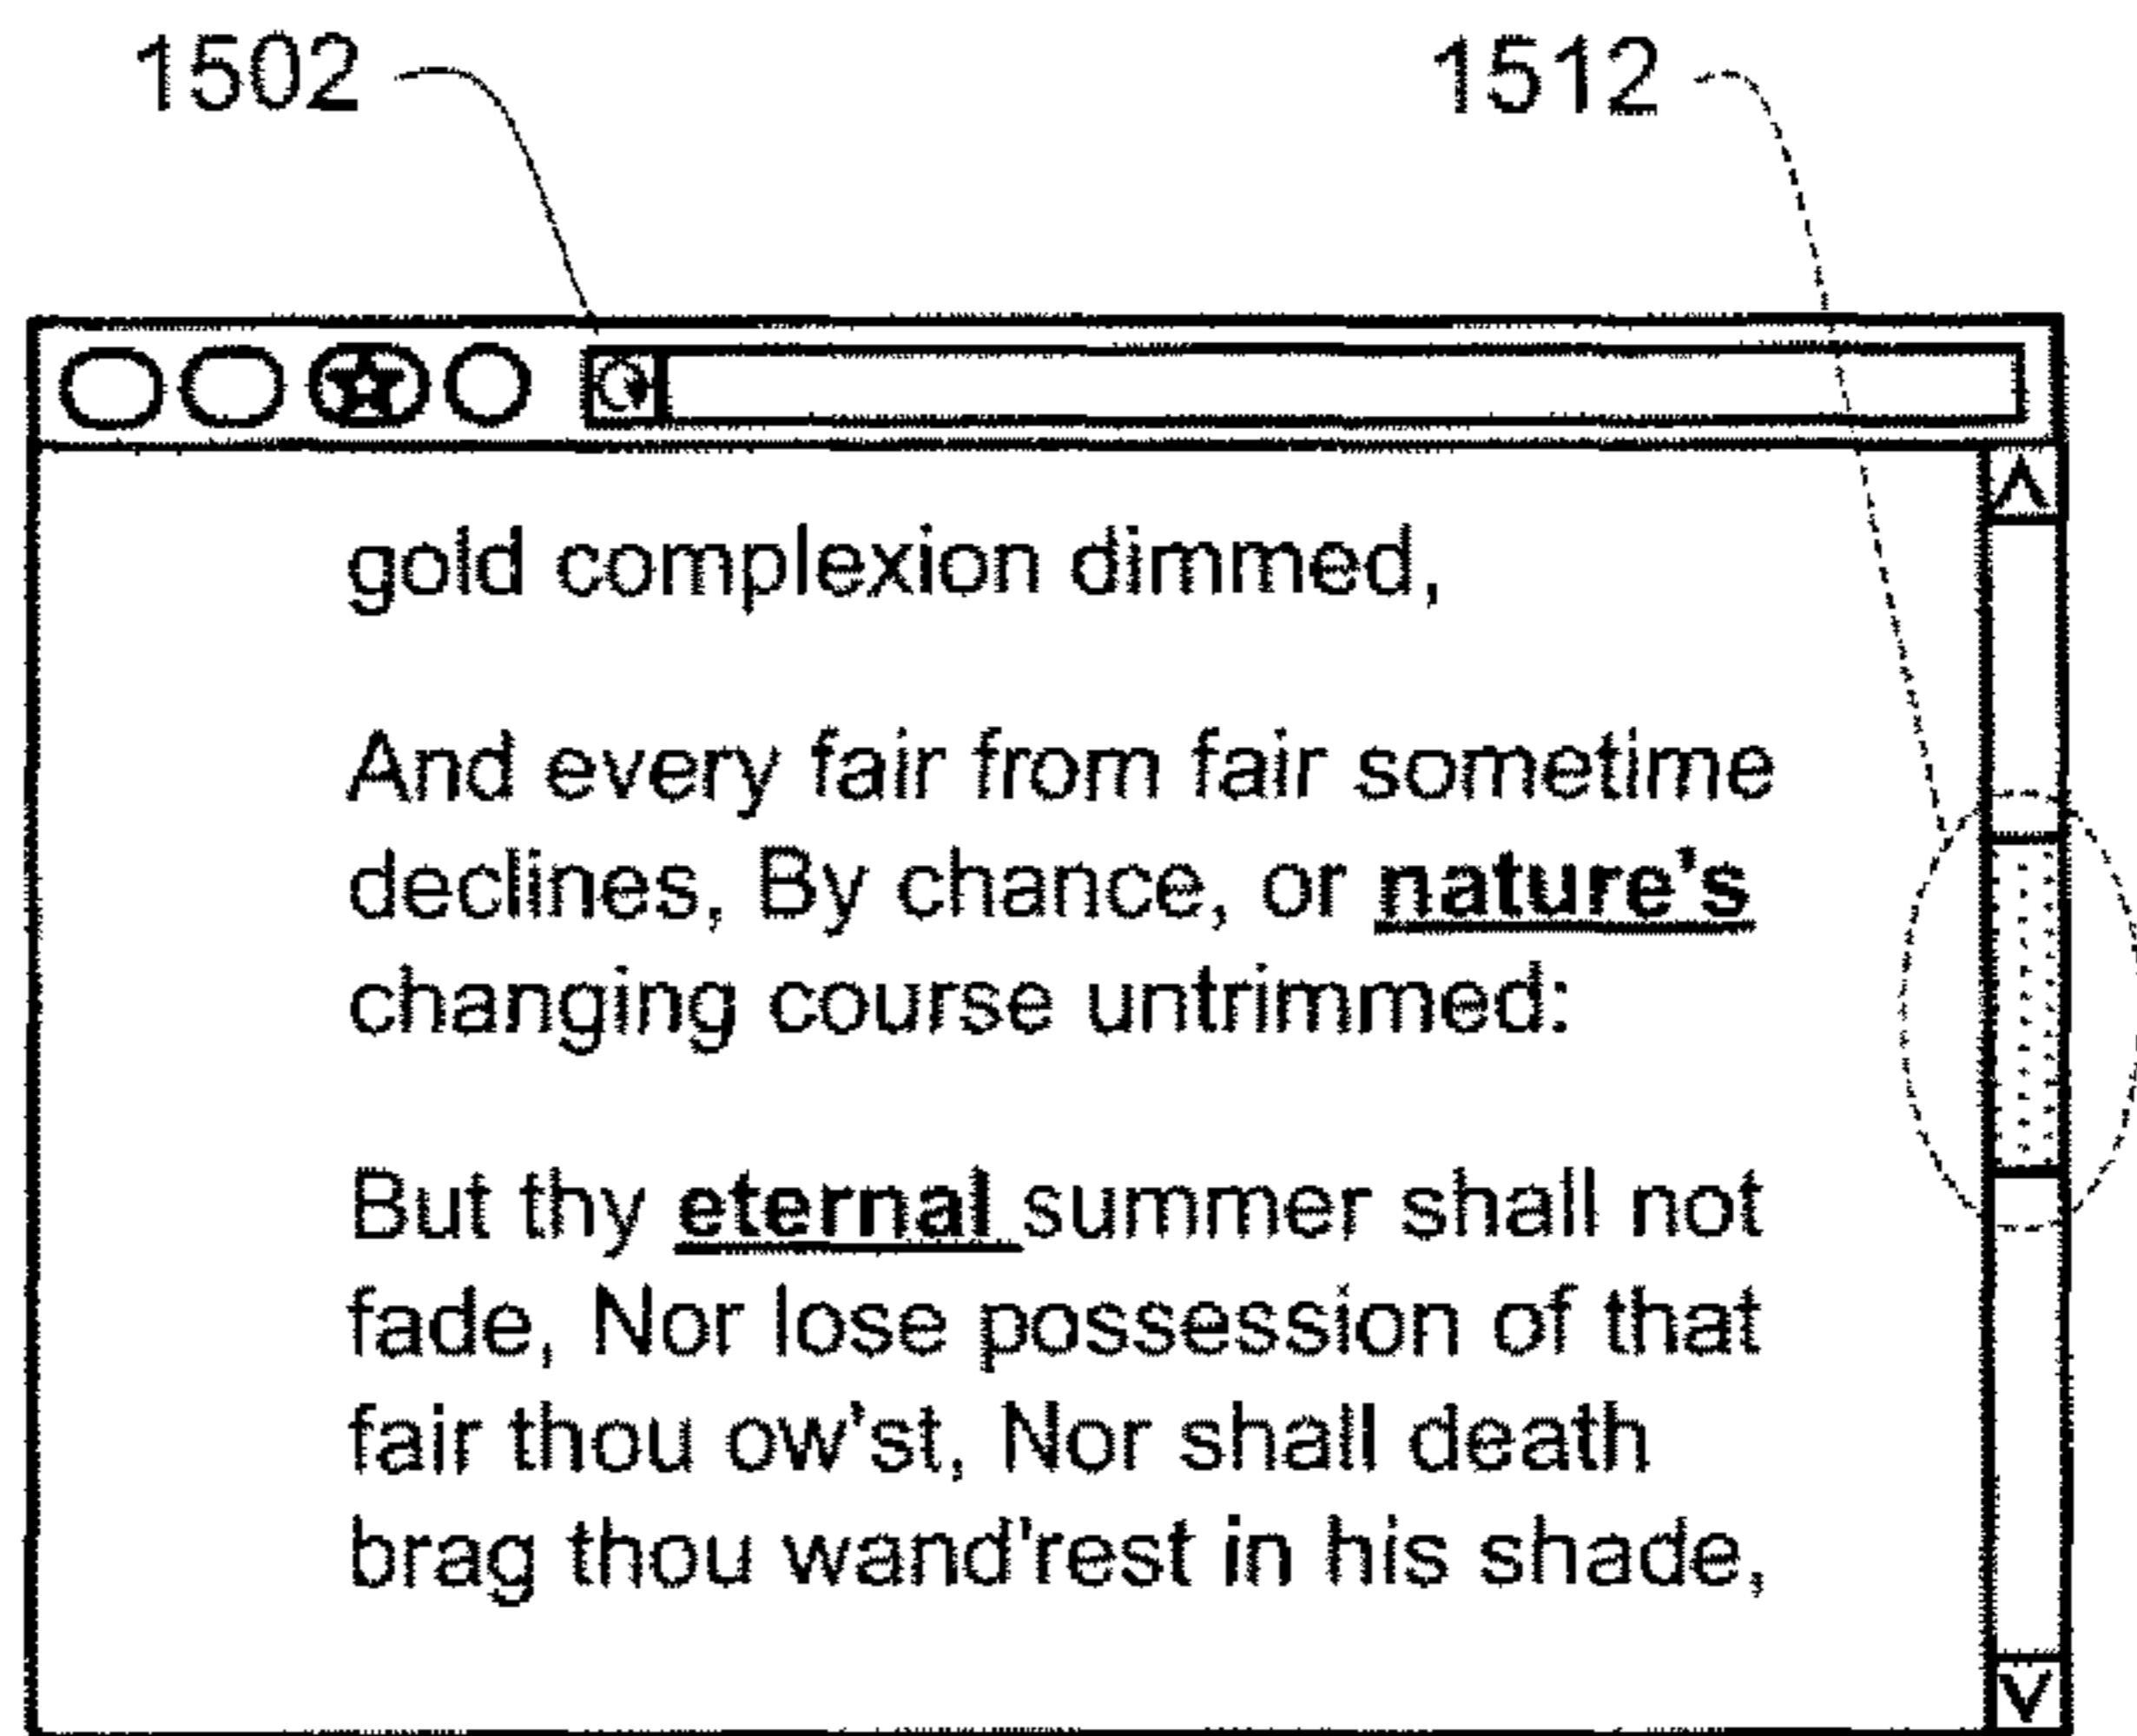 1502 1512
gold complexion dimmed,
And every fair from fair sometime
declines, By chance, or nature's
changing course untrimmed:
But thy eternal summer shall not
fade, Nor lose possession of that
fair thou ow'st, Nor shall death
brag thou wand'rest in his shade,